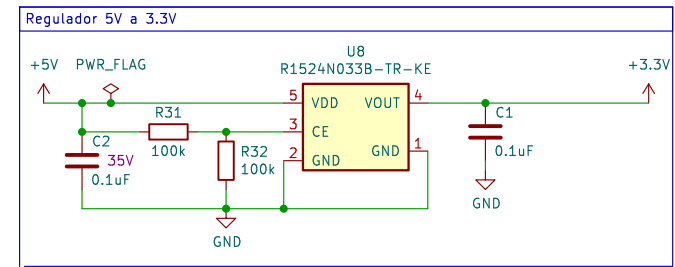 Regulador 5V a 3.3V
U8
R1524N033B-TR-KE
+5V
PWR_FLAG
+3.3V
5 VDD
VOUT 4
R31
100k
3 CE
C1
0.1uF
C2
35V
0.1uF
R32
100k
2 GND
GND 1
GND
GND